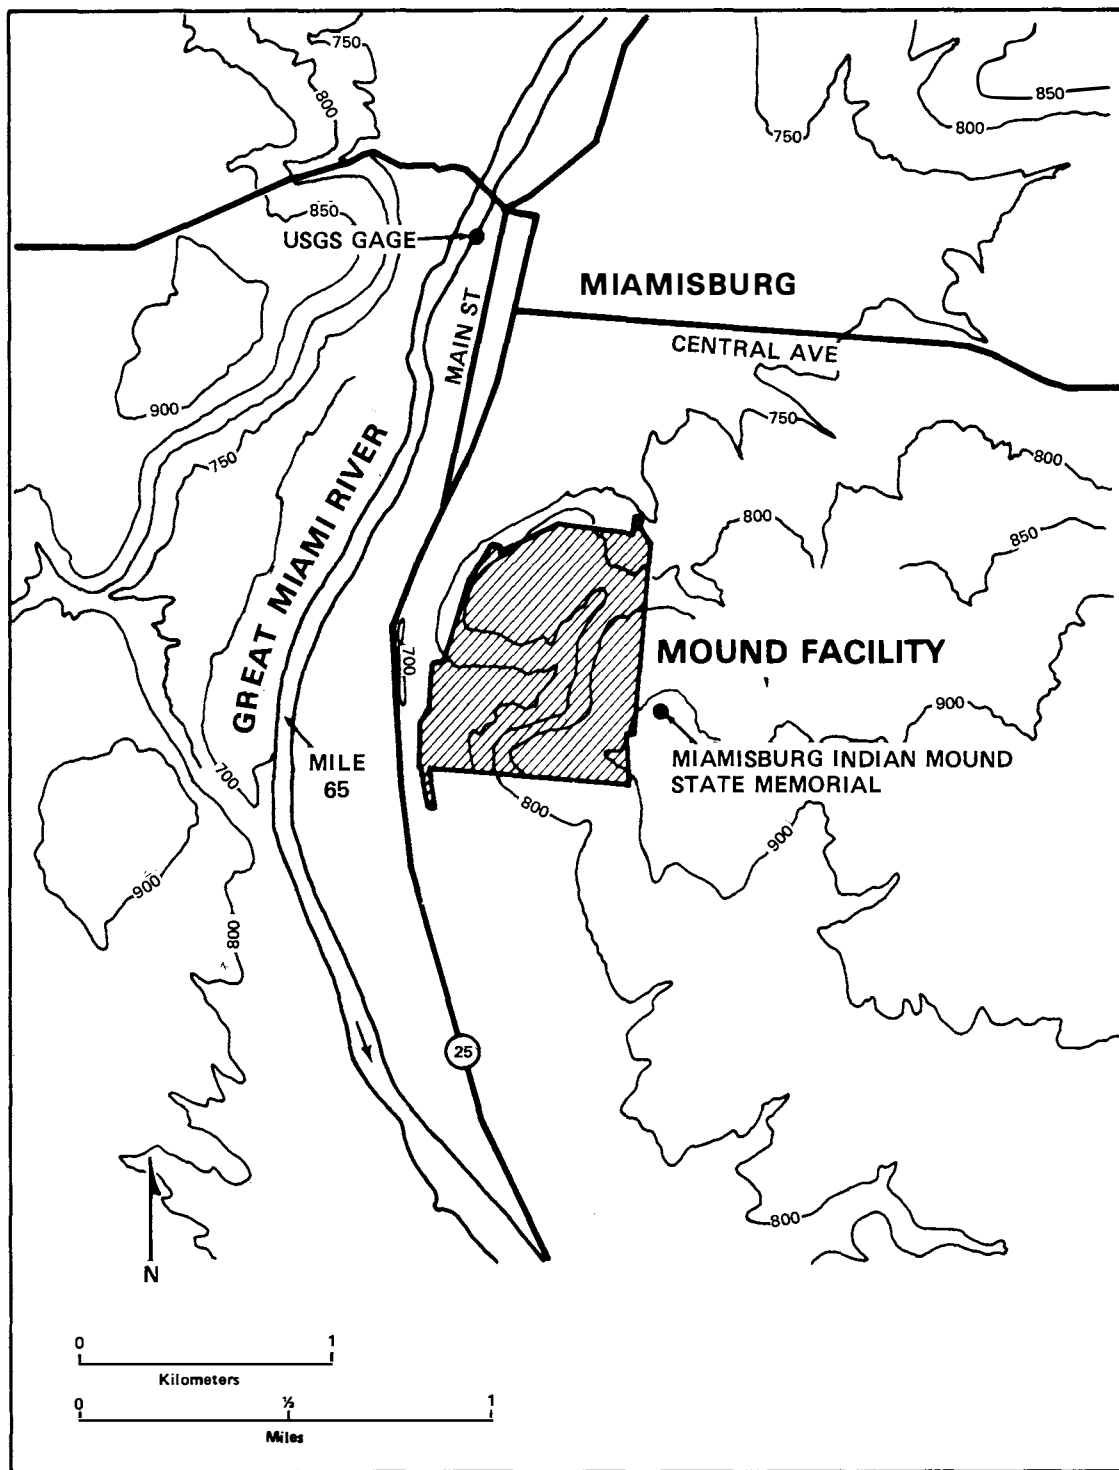 750
800
850
750
800
850
USGS GAGE
MIAMISBURG
MAIN ST
CENTRAL AVE
900
750
750
800
GREAT MIAMI RIVER
800
850
700
MOUND FACILITY
900
MIAMISBURG INDIAN MOUND
STATE MEMORIAL
MILE
65
700
800
900
900
800
25
800
N
0 1
Kilometers
0 ½ 1
Miles